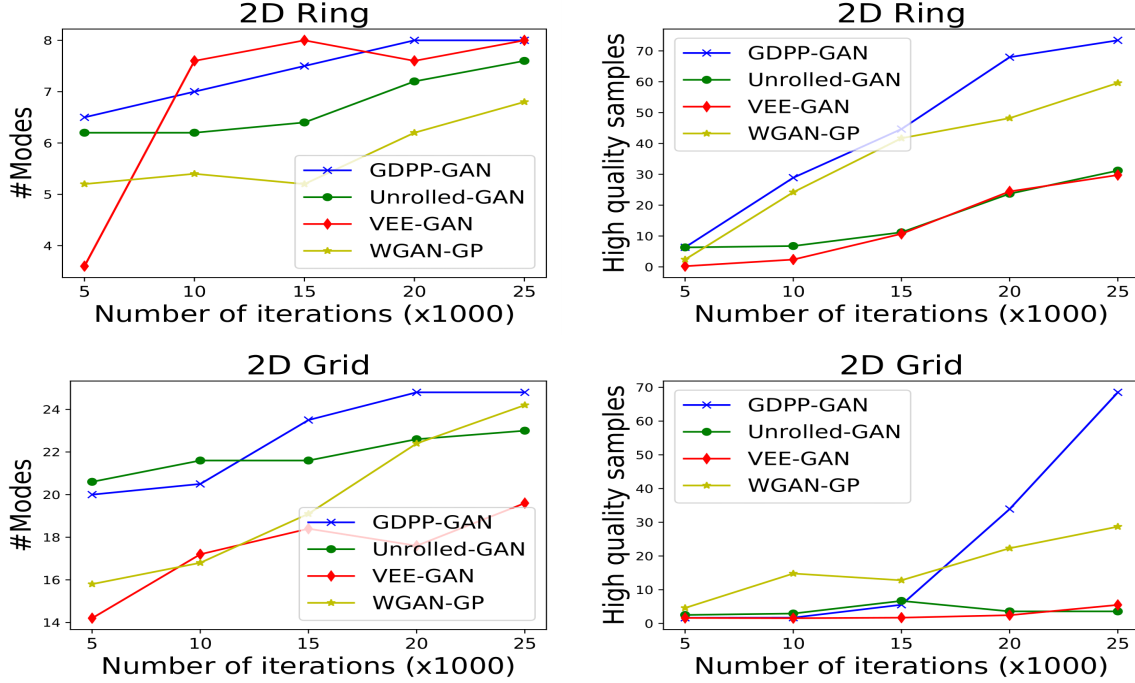 2D Ring
#Modes
8
7
6
4
GDPP-GAN
Unrolled-GAN
VEE-GAN
WGAN-GP
5 10 15 20 25
Number of iterations (x1000)
2D Ring
High quality samples
70
60
50
40
30
20
10
0
GDPP-GAN
Unrolled-GAN
VEE-GAN
WGAN-GP
5 10 15 20 25
Number of iterations (x1000)
2D Grid
#Modes
24
22
20
18
16
14
GDPP-GAN
Unrolled-GAN
VEE-GAN
WGAN-GP
5 10 15 20 25
Number of iterations (x1000)
2D Grid
High quality samples
70
60
50
40
30
20
10
0
GDPP-GAN
Unrolled-GAN
VEE-GAN
WGAN-GP
5 10 15 20 25
Number of iterations (x1000)